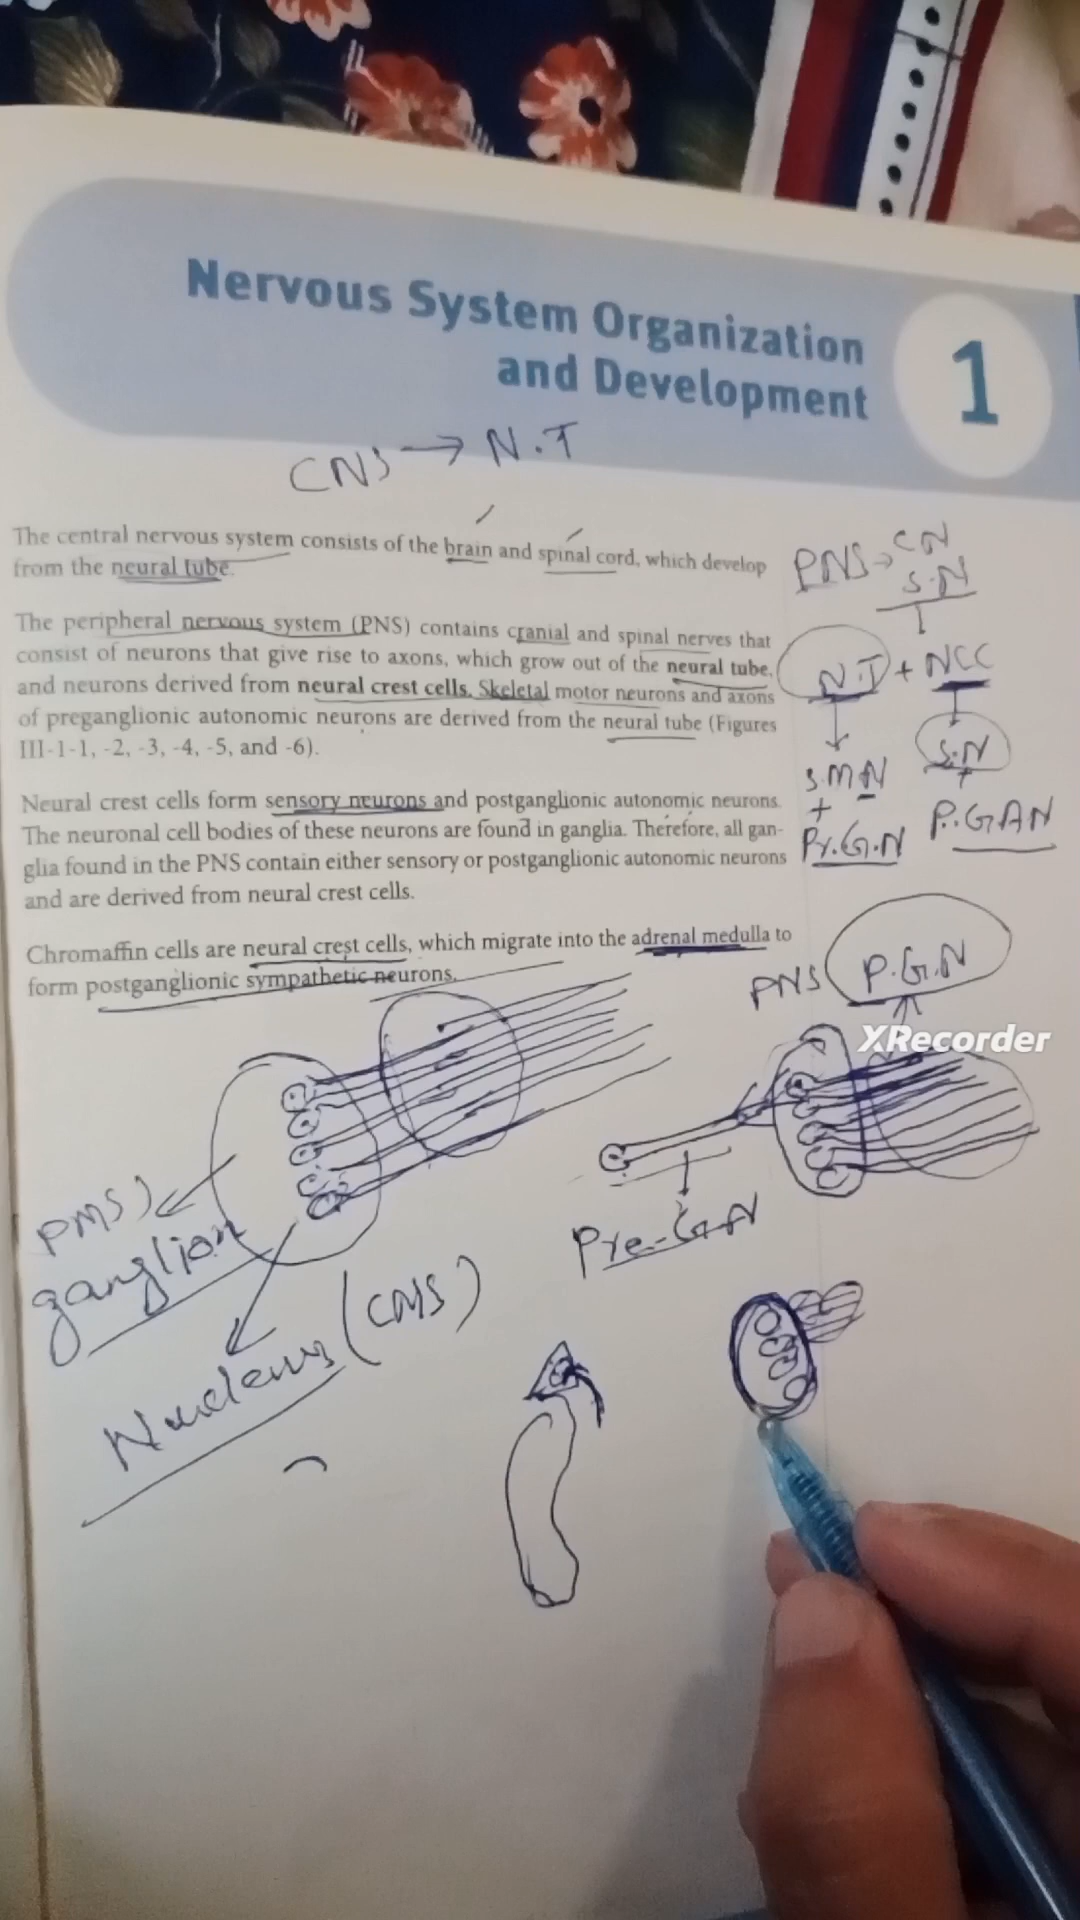 Nervous System Organization
and Development
1
CNS → N.T
The central nervous system consists of the brain and spinal cord, which develop
from the neural tube.
PNS → CN
S.N
The peripheral nervous system (PNS) contains cranial and spinal nerves that
consist of neurons that give rise to axons, which grow out of the neural tube,
and neurons derived from neural crest cells. Skeletal motor neurons and axons
of preganglionic autonomic neurons are derived from the neural tube (Figures
III-1-1, -2, -3, -4, -5, and -6).
N.T + NCC
S.M N
+
Pr.G.N
S.N
+
P.GAN
Neural crest cells form sensory neurons and postganglionic autonomic neurons.
The neuronal cell bodies of these neurons are found in ganglia. Therefore, all gan-
glia found in the PNS contain either sensory or postganglionic autonomic neurons
and are derived from neural crest cells.
Chromaffin cells are neural crest cells, which migrate into the adrenal medulla to
form postganglionic sympathetic neurons.
PNS
P.G.N
XRecorder
PMS)
ganglion
Pre-G-N
Nucleus (CNS)